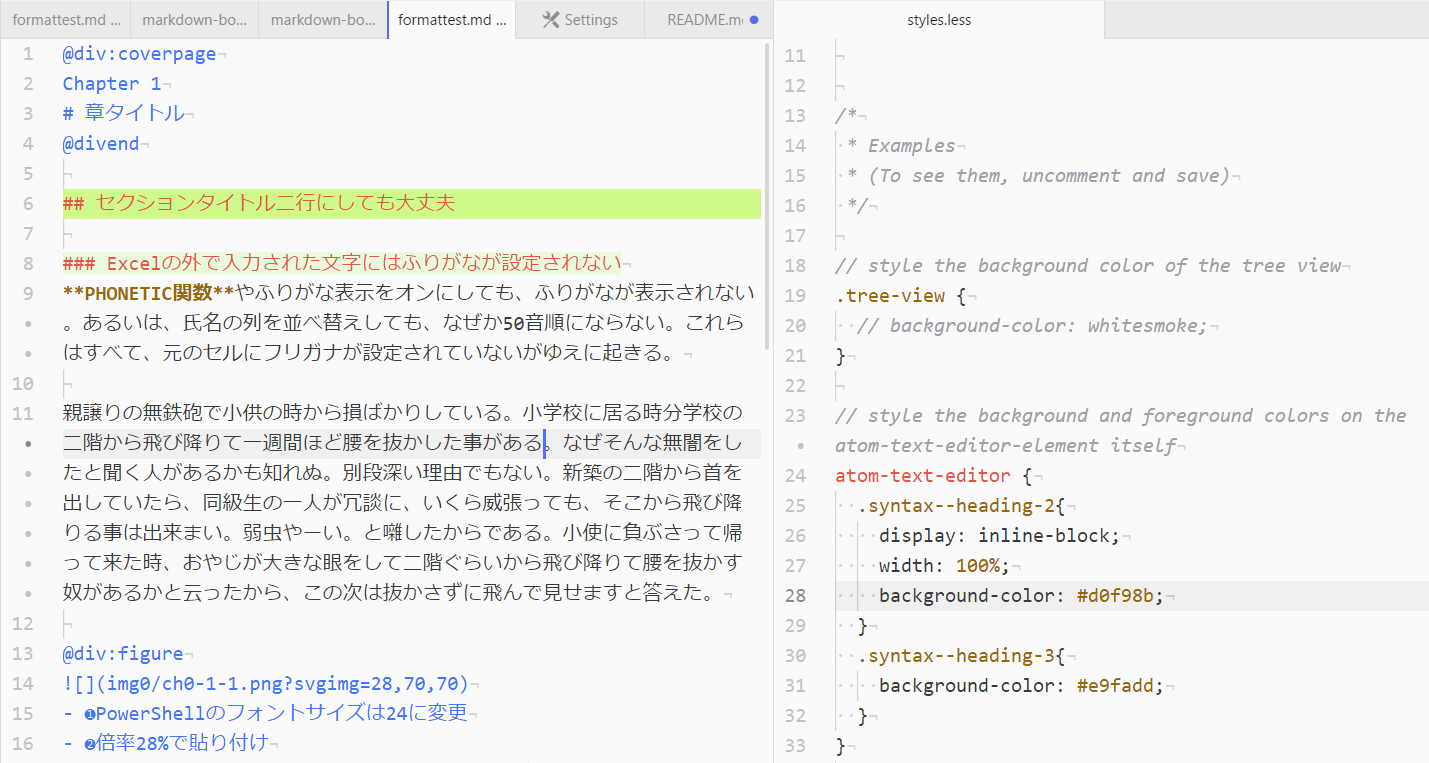 formattest.md ...
markdown-bo...
markdown-bo...
formattest.md ...
Settings
README.m
styles.less
1 @div:coverpage
2 Chapter 1
3 # 章タイトル
4 @divend
5
6 ## セクションタイトル二行にしても大丈夫
7
8 ### Excelの外で入力された文字にはふりがなが設定されない
9 **PHONETIC関数**やふりがな表示をオンにしても、ふりがなが表示されない
。あるいは、氏名の列を並べ替えしても、なぜか50音順にならない。これら
はすべて、元のセルにフリガナが設定されていないがゆえに起きる。
10
11 親譲りの無鉄砲で小供の時から損ばかりしている。小学校に居る時分学校の
二階から飛び降りて一週間ほど腰を抜かした事がある。なぜそんな無闇をし
たと聞く人があるかも知れぬ。別段深い理由でもない。新築の二階から首を
出していたら、同級生の一人が冗談に、いくら威張っても、そこから飛び降
りる事は出来まい。弱虫やーい。と囃したからである。小使に負ぶさって帰
って来た時、おやじが大きな眼をして二階ぐらいから飛び降りて腰を抜かす
奴があるかと云ったから、この次は抜かさずに飛んで見せますと答えた。
12
13 @div:figure
14 ![](img0/ch0-1-1.png?svgimg=28,70,70)
15 - ❶PowerShellのフォントサイズは24に変更
16 - ❷倍率28%で貼り付け
11
12
13 /*
14 * Examples
15 * (To see them, uncomment and save)
16 */
17
18 // style the background color of the tree view
19 .tree-view {
20 // background-color: whitesmoke;
21 }
22
23 // style the background and foreground colors on the
atom-text-editor-element itself
24 atom-text-editor {
25 .syntax--heading-2{
26 display: inline-block;
27 width: 100%;
28 background-color: #d0f98b;
29 }
30 .syntax--heading-3{
31 background-color: #e9fadd;
32 }
33 }